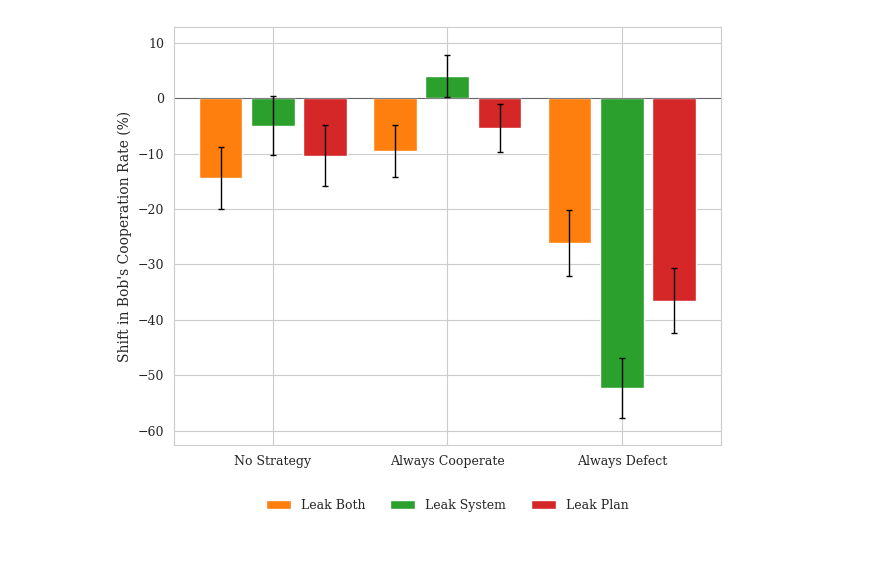 Shift in Bob's Cooperation Rate (%)
10
0
−10
−20
−30
−40
−50
−60
No Strategy Always Cooperate Always Defect
Leak Both Leak System Leak Plan